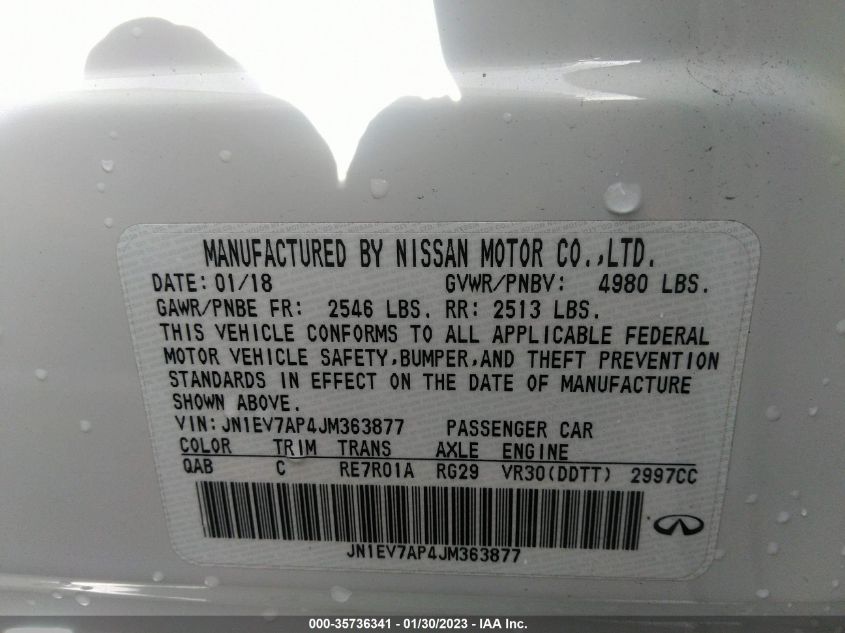 MANUFACTURED BY NISSAN MOTOR CO.,LTD.
DATE: 01/18 GVWR/PNBV: 4980 LBS.
GAWR/PNBE FR: 2546 LBS. RR: 2513 LBS.
THIS VEHICLE CONFORMS TO ALL APPLICABLE FEDERAL
MOTOR VEHICLE SAFETY,BUMPER,AND THEFT PREVENTION
STANDARDS IN EFFECT ON THE DATE OF MANUFACTURE
SHOWN ABOVE.
VIN:JN1EV7AP4JM363877 PASSENGER CAR
COLOR TRIM TRANS AXLE ENGINE
QAB C RE7R01A RG29 VR30(DDTT) 2997CC
JN1EV7AP4JM363877
000-35736341 - 01/30/2023 - IAA Inc.